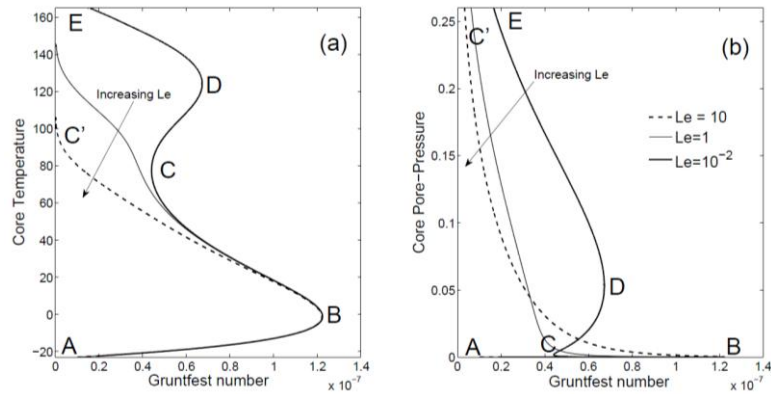 160
140
120
100
80
60
40
20
0
−20
Core Temperature
E
(a)
D
Increasing Le
C'
C
B
A
0
0.2
0.4
0.6
0.8
1
1.2
1.4
Gruntfest number
x 10⁻⁷
0.25
0.2
0.15
0.1
0.05
0
Core Pore−Pressure
E
C'
(b)
Increasing Le
Le = 10
Le=1
Le=10⁻²
D
C
A
B
0
0.2
0.4
0.6
0.8
1
1.2
1.4
Gruntfest number
x 10⁻⁷